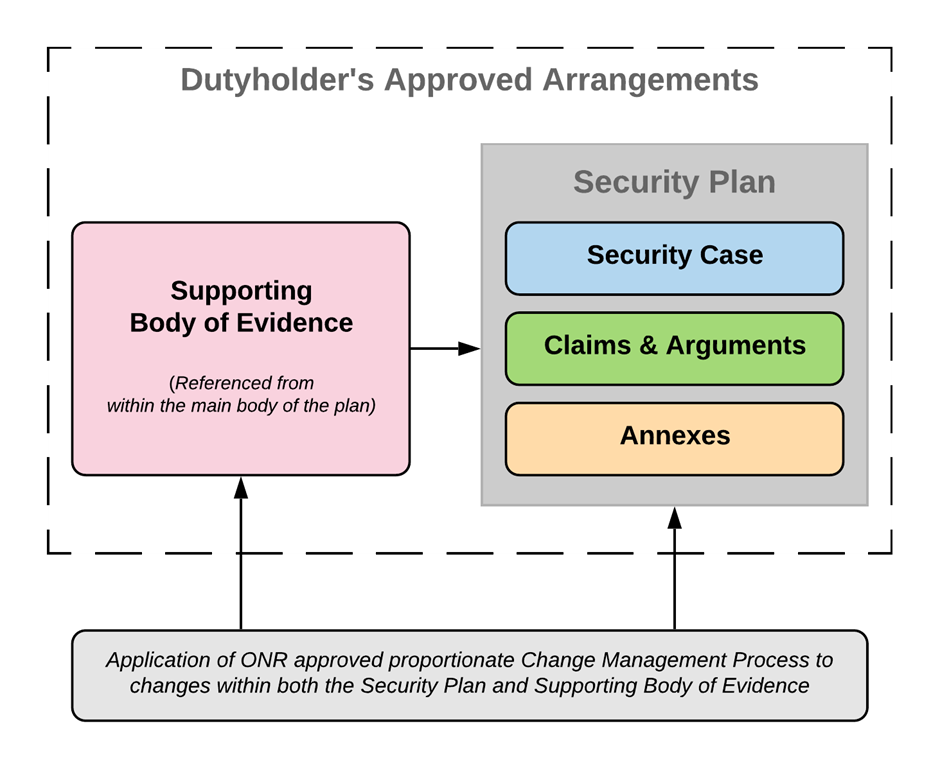 Dutyholder's Approved Arrangements
Security Plan
Supporting
Body of Evidence
(Referenced from
within the main body of the plan)
Security Case
Claims & Arguments
Annexes
Application of ONR approved proportionate Change Management Process to
changes within both the Security Plan and Supporting Body of Evidence